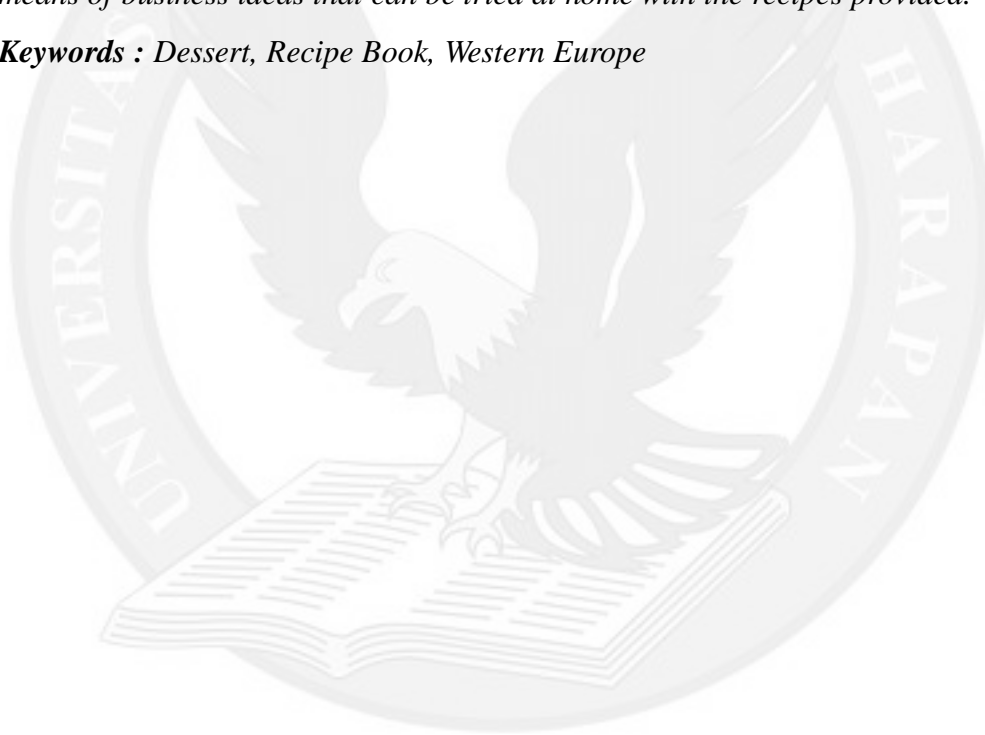 means of business ideas that can be tried at home with the recipes provided.
Keywords : Dessert, Recipe Book, Western Europe
UNIVERSITAS
HARAPAN